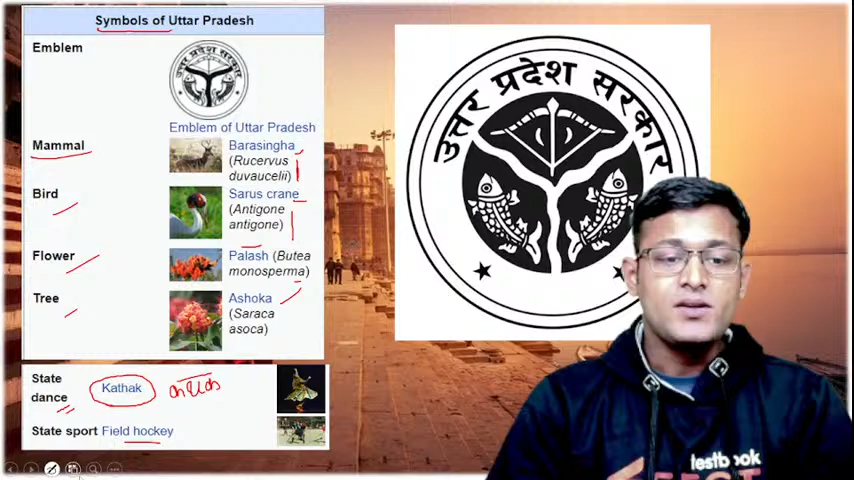 Symbols of Uttar Pradesh
Emblem
उत्तर प्रदेश सरकार
Emblem of Uttar Pradesh
Mammal
Barasingha
(Rucervus
duvaucelii)
Bird
Sarus crane
(Antigone
antigone)
Flower
Palash (Butea
monosperma)
Tree
Ashoka
(Saraca
asoca)
State
dance
Kathak
कथक
State sport Field hockey
उत्तर प्रदेश सरकार
testbook